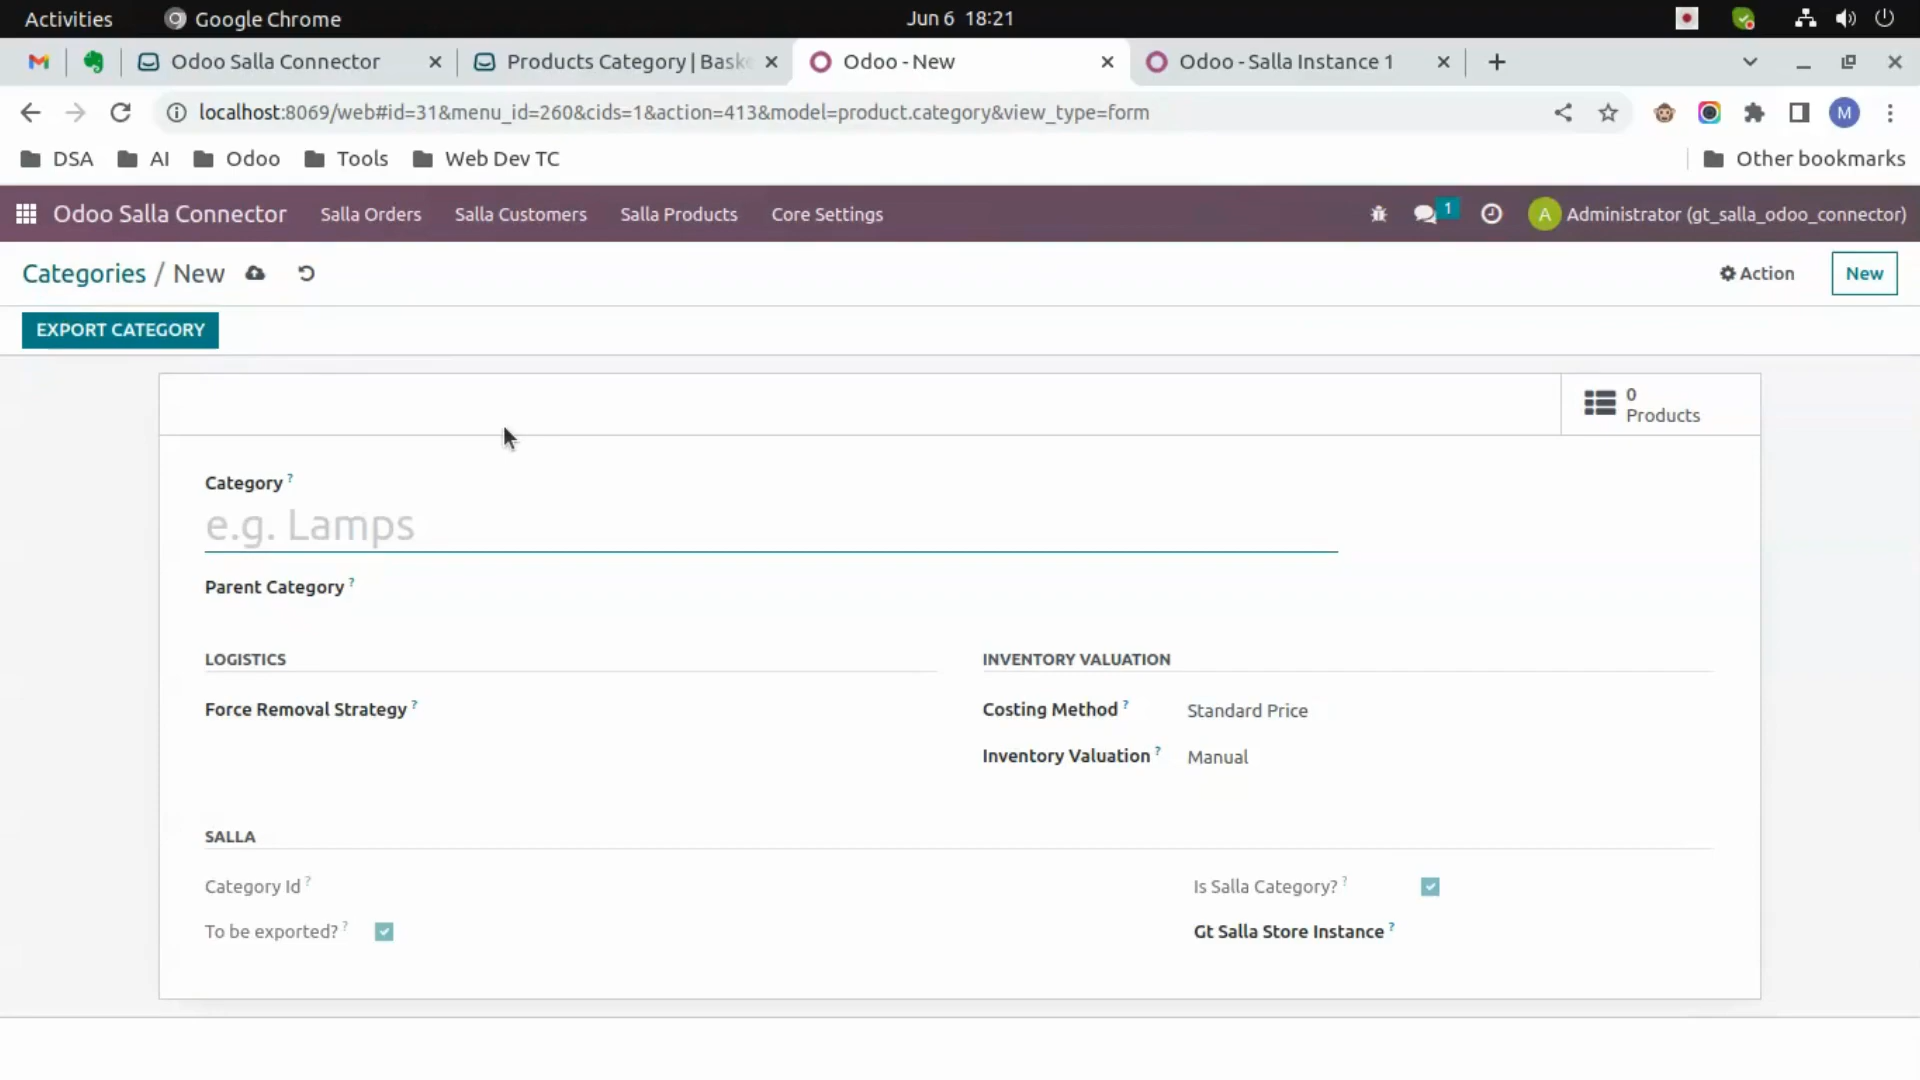 Activities Google Chrome Jun 6 18:21
Odoo Salla Connector Products Category | Bask Odoo - New Odoo - Salla Instance 1
localhost:8069/web#id=31&menu_id=260&cids=1&action=413&model=product.category&view_type=form M
DSA AI Odoo Tools Web Dev TC Other bookmarks
Odoo Salla Connector Salla Orders Salla Customers Salla Products Core Settings 1 A Administrator (gt_salla_odoo_connector)
Categories / New Action New
EXPORT CATEGORY
0
Products
Category ?
e.g. Lamps
Parent Category ?
LOGISTICS INVENTORY VALUATION
Force Removal Strategy ? Costing Method ? Standard Price
Inventory Valuation ? Manual
SALLA
Category Id ? Is Salla Category? ?
To be exported? ? Gt Salla Store Instance ?